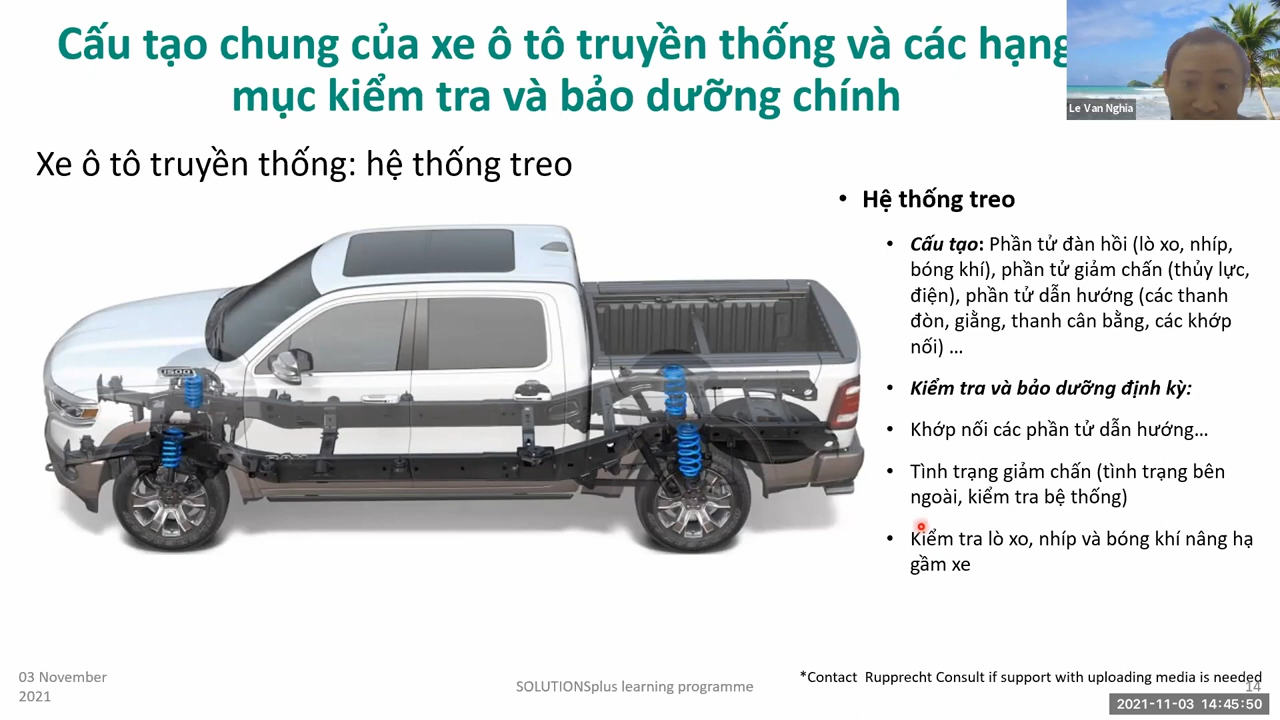 Cấu tạo chung của xe ô tô truyền thống và các hạng
mục kiểm tra và bảo dưỡng chính
Le Van Nghia
Xe ô tô truyền thống: hệ thống treo
• Hệ thống treo
• Cấu tạo: Phần tử đàn hồi (lò xo, nhíp,
bóng khí), phần tử giảm chấn (thủy lực,
điện), phần tử dẫn hướng (các thanh
đòn, giằng, thanh cân bằng, các khớp
nối) ...
• Kiểm tra và bảo dưỡng định kỳ:
• Khớp nối các phần tử dẫn hướng...
• Tình trạng giảm chấn (tình trạng bên
ngoài, kiểm tra bệ thống)
• Kiểm tra lò xo, nhíp và bóng khí nâng hạ
gầm xe
1500
03 November
2021
SOLUTIONSplus learning programme
*Contact Rupprecht Consult if support with uploading media is needed
14
2021-11-03 14:45:50